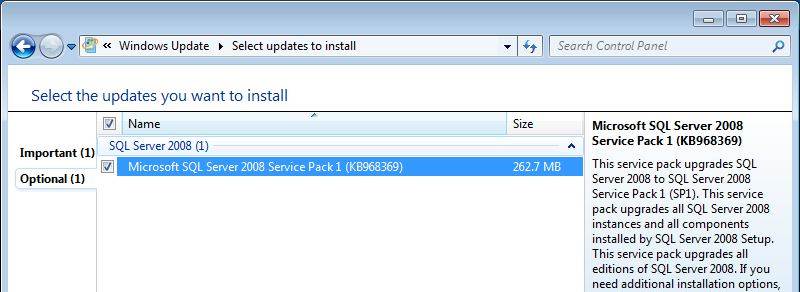 « Windows Update ▸ Select updates to install
Search Control Panel
Select the updates you want to install
Name Size
Important (1)
Optional (1)
SQL Server 2008 (1)
Microsoft SQL Server 2008 Service Pack 1 (KB968369) 262.7 MB
Microsoft SQL Server 2008
Service Pack 1 (KB968369)
This service pack upgrades SQL
Server 2008 to SQL Server 2008
Service Pack 1 (SP1). This service
pack upgrades all SQL Server 2008
instances and all components
installed by SQL Server 2008 Setup.
This service pack upgrades all
editions of SQL Server 2008. If you
need additional installation options,